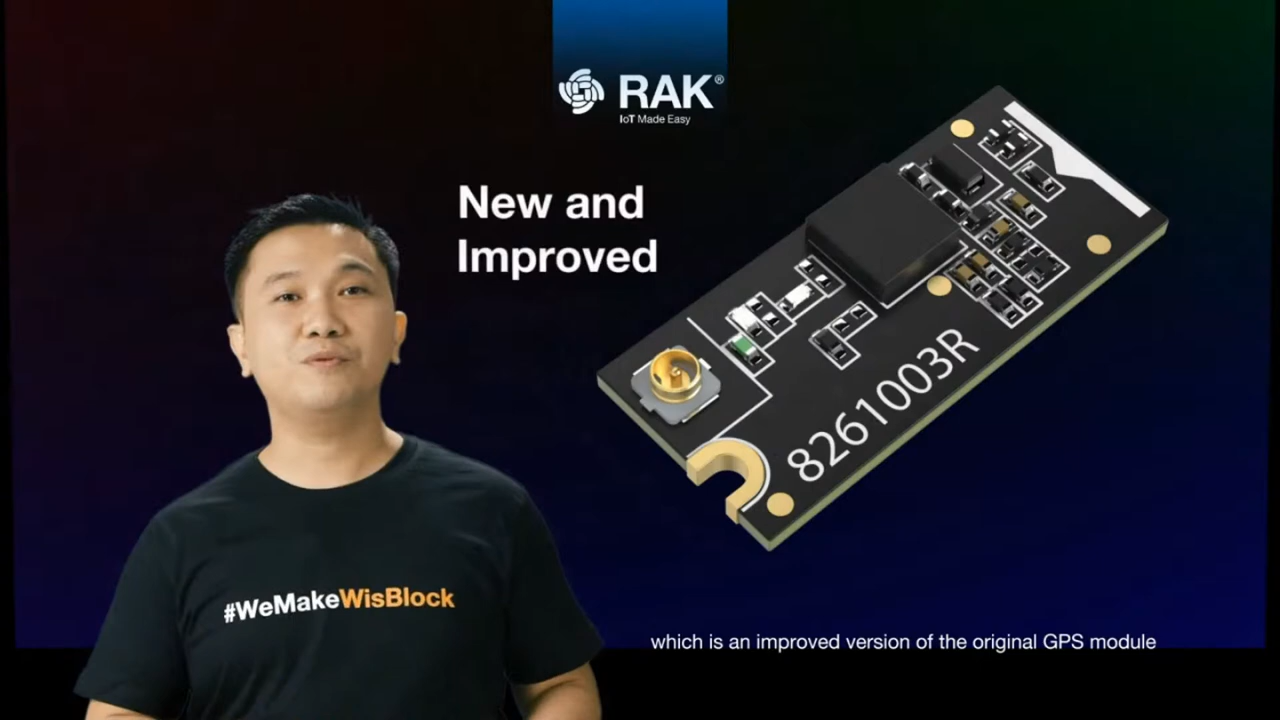 RAK®
IoT Made Easy
New and
Improved
8261003R
#WeMakeWisBlock
which is an improved version of the original GPS module